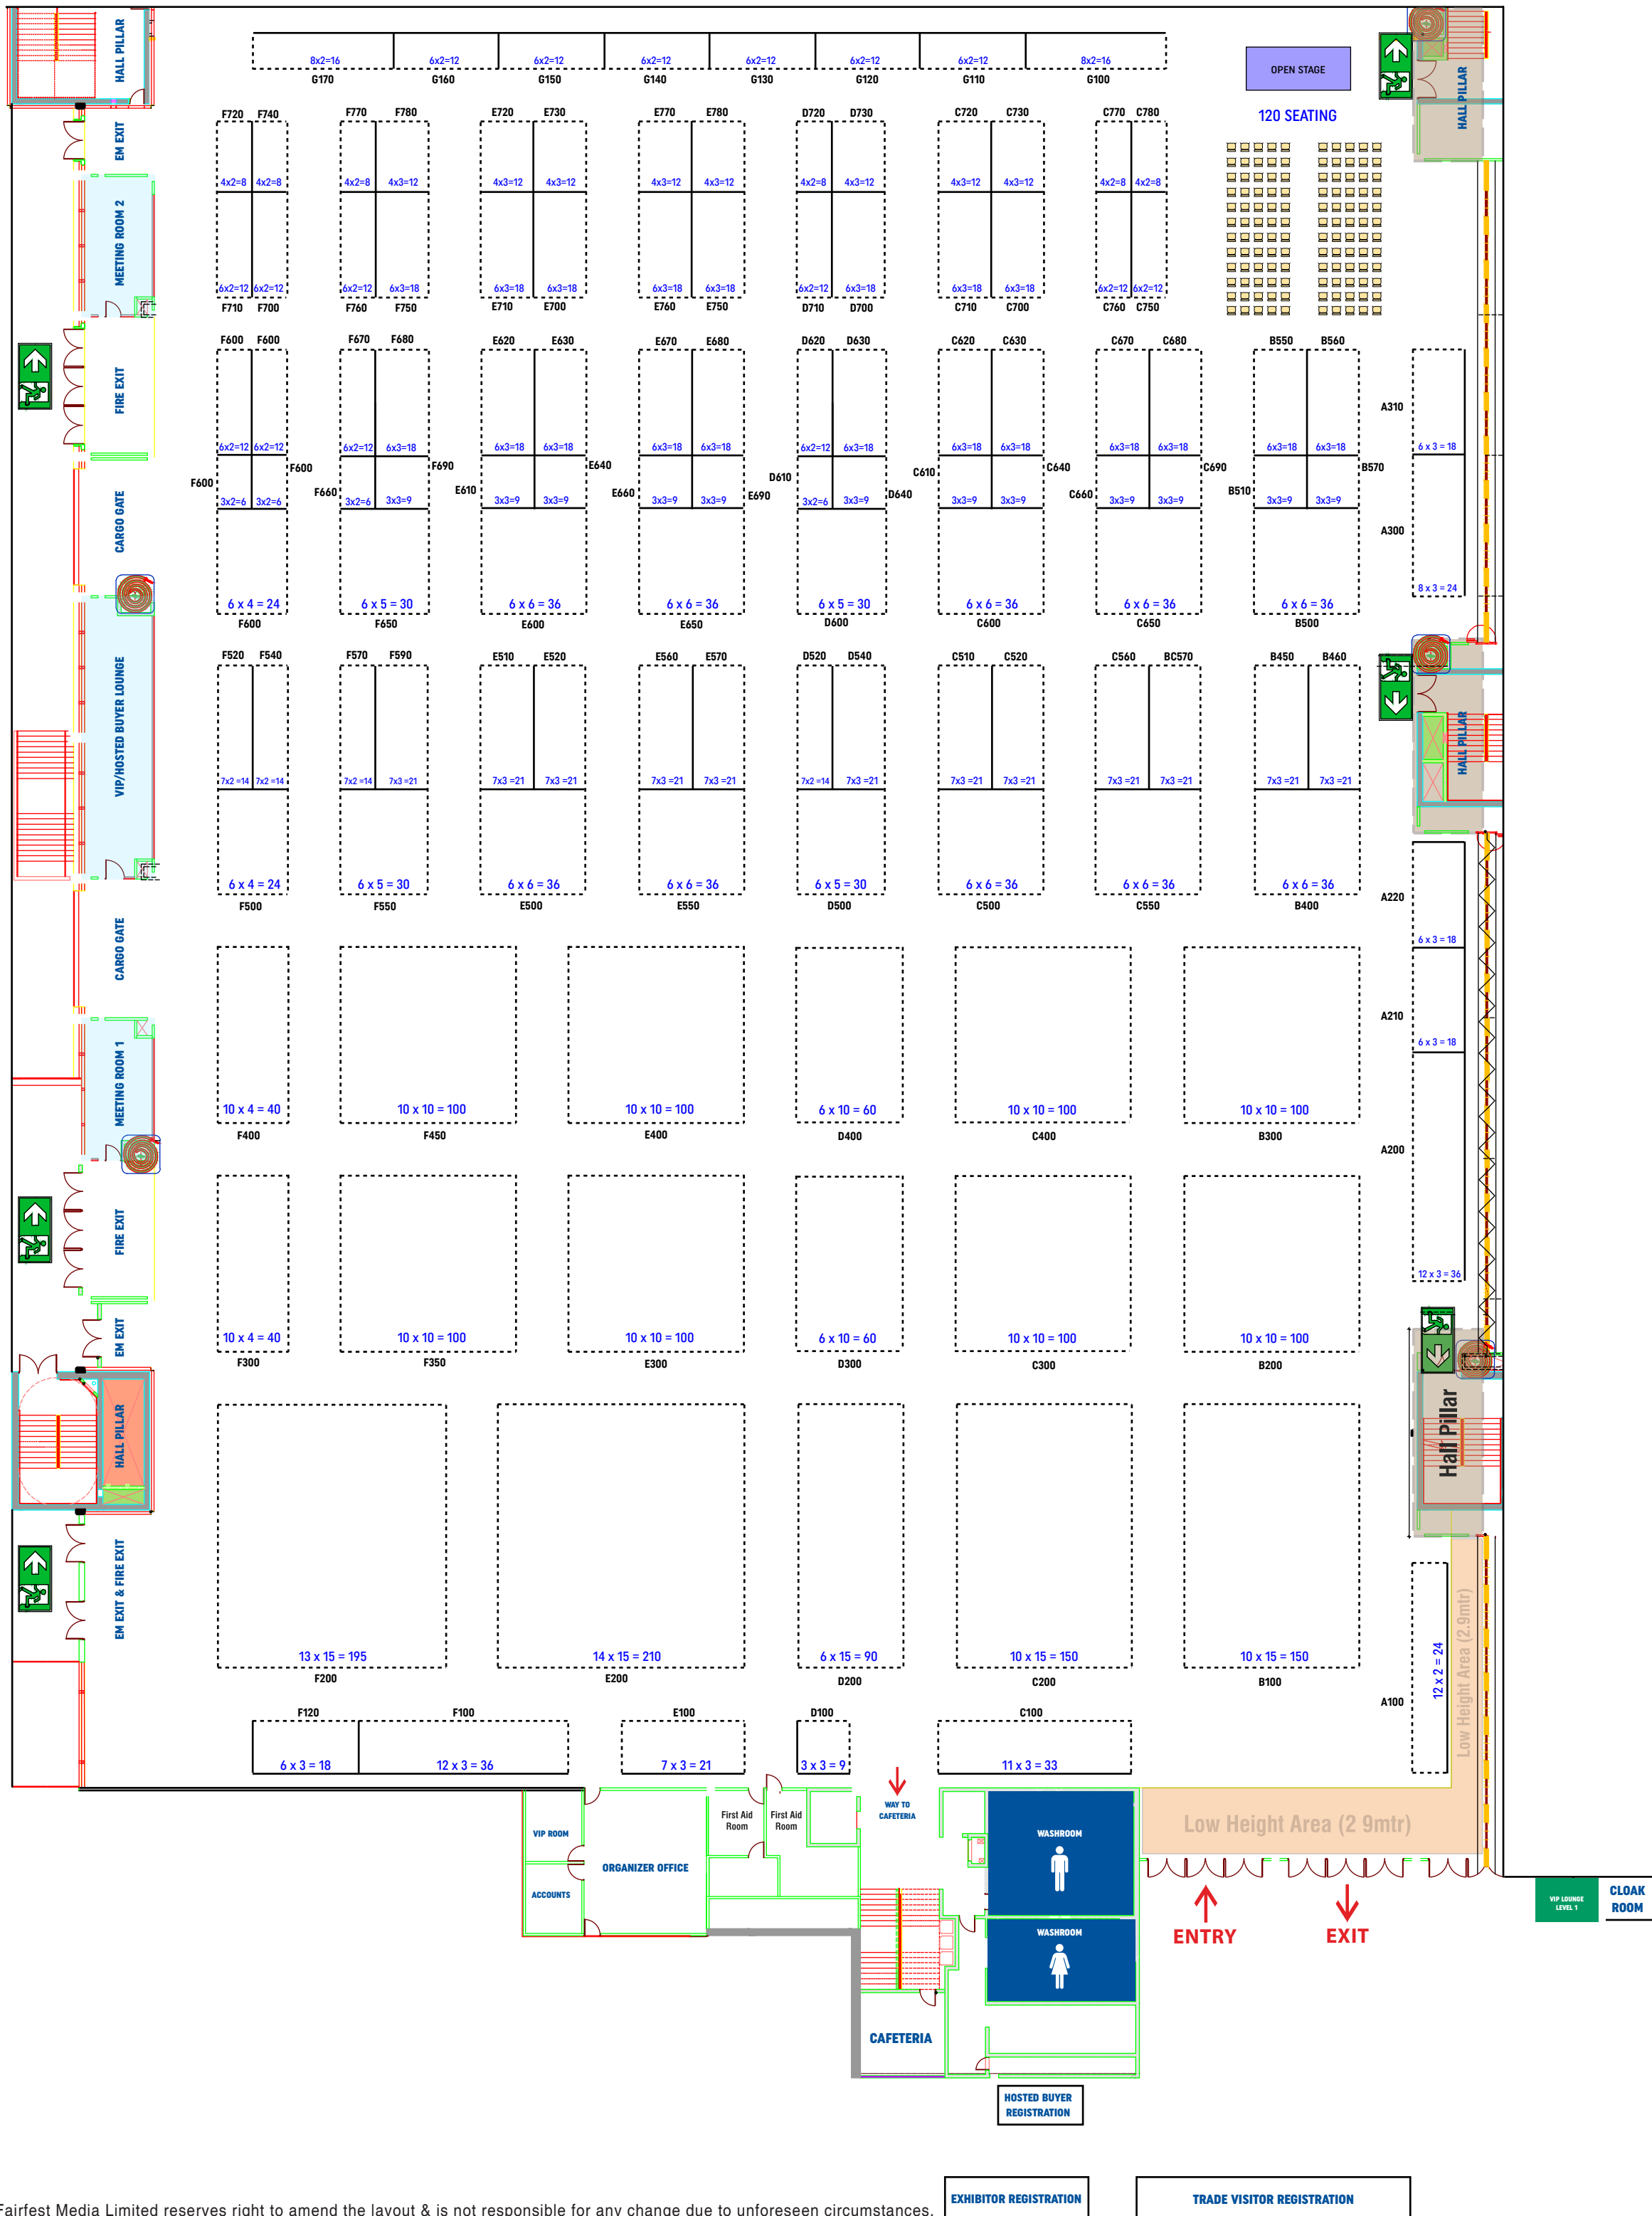 HALL PILLAR
8x2=16 6x2=12 6x2=12 6x2=12 6x2=12 6x2=12 6x2=12 8x2=16
G170 G160 G150 G140 G130 G120 G110 G100
OPEN STAGE
HALL PILLAR
120 SEATING
EM EXIT
F720 F740 F770 F780 E720 E730 E770 E780 D720 D730 C720 C730 C770 C780
4x2=8 4x2=8 4x2=8 4x3=12 4x3=12 4x3=12 4x3=12 4x3=12 4x2=8 4x3=12 4x3=12 4x3=12 4x2=8 4x2=8
MEETING ROOM 2
6x2=12 6x2=12 6x2=12 6x3=18 6x3=18 6x3=18 6x3=18 6x3=18 6x2=12 6x3=18 6x3=18 6x3=18 6x2=12 6x2=12
F710 F700 F760 F750 E710 E700 E760 E750 D710 D700 C710 C700 C760 C750
F600 F600 F670 F680 E620 E630 E670 E680 D620 D630 C620 C630 C670 C680 B550 B560
FIRE EXIT
A310
6x2=12 6x2=12 6x2=12 6x3=18 6x3=18 6x3=18 6x3=18 6x3=18 6x2=12 6x3=18 6x3=18 6x3=18 6x3=18 6x3=18 6x3=18 6x3=18
6 x 3 = 18
F600 F600 F660 F690 E610 E640 E660 E690 D610 D640 C610 C640 C660 C690 B510 B570
3x2=6 3x2=6 3x2=6 3x3=9 3x3=9 3x3=9 3x3=9 3x3=9 3x2=6 3x3=9 3x3=9 3x3=9 3x3=9 3x3=9 3x3=9 3x3=9
CARGO GATE
A300
8 x 3 = 24
6 x 4 = 24 6 x 5 = 30 6 x 6 = 36 6 x 6 = 36 6 x 5 = 30 6 x 6 = 36 6 x 6 = 36 6 x 6 = 36
F600 F650 E600 E650 D600 C600 C650 B500
F520 F540 F570 F590 E510 E520 E560 E570 D520 D540 C510 C520 C560 BC570 B450 B460
VIP/HOSTED BUYER LOUNGE
HALL PILLAR
7x2 =14 7x2 =14 7x2 =14 7x3 =21 7x3 =21 7x3 =21 7x3 =21 7x3 =21 7x2 =14 7x3 =21 7x3 =21 7x3 =21 7x3 =21 7x3 =21 7x3 =21 7x3 =21
6 x 4 = 24 6 x 5 = 30 6 x 6 = 36 6 x 6 = 36 6 x 5 = 30 6 x 6 = 36 6 x 6 = 36 6 x 6 = 36
F500 F550 E500 E550 D500 C500 C550 B400
A220
6 x 3 = 18
CARGO GATE
A210
6 x 3 = 18
MEETING ROOM 1
10 x 4 = 40 10 x 10 = 100 10 x 10 = 100 6 x 10 = 60 10 x 10 = 100 10 x 10 = 100
F400 F450 E400 D400 C400 B300
A200
12 x 3 = 36
FIRE EXIT
EM EXIT
10 x 4 = 40 10 x 10 = 100 10 x 10 = 100 6 x 10 = 60 10 x 10 = 100 10 x 10 = 100
F300 F350 E300 D300 C300 B200
HALL PILLAR
Hall Pillar
EM EXIT & FIRE EXIT
13 x 15 = 195 14 x 15 = 210 6 x 15 = 90 10 x 15 = 150 10 x 15 = 150
F200 E200 D200 C200 B100
A100
12 x 2 = 24
Low Height Area (2.9mtr)
F120 F100 E100 D100 C100
6 x 3 = 18 12 x 3 = 36 7 x 3 = 21 3 x 3 = 9 11 x 3 = 33
WAY TO
CAFETERIA
First Aid
Room
First Aid
Room
Low Height Area (2 9mtr)
VIP ROOM
WASHROOM
ORGANIZER OFFICE
ACCOUNTS
VIP LOUNGE
LEVEL 1
CLOAK
ROOM
WASHROOM
ENTRY EXIT
CAFETERIA
HOSTED BUYER
REGISTRATION
EXHIBITOR REGISTRATION
TRADE VISITOR REGISTRATION
Fairfest Media Limited reserves right to amend the layout & is not responsible for any change due to unforeseen circumstances.